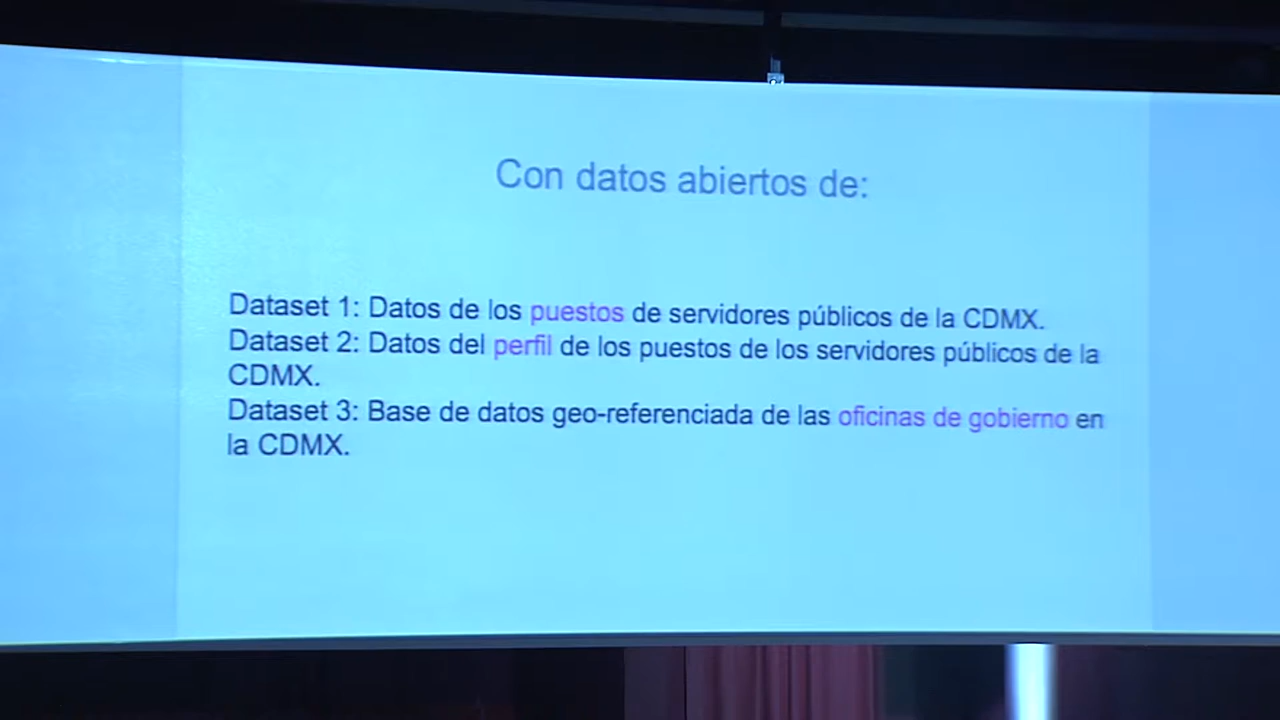 Con datos abiertos de:
Dataset 1: Datos de los puestos de servidores públicos de la CDMX.
Dataset 2: Datos del perfil de los puestos de los servidores públicos de la
CDMX.
Dataset 3: Base de datos geo-referenciada de las oficinas de gobierno en
la CDMX.